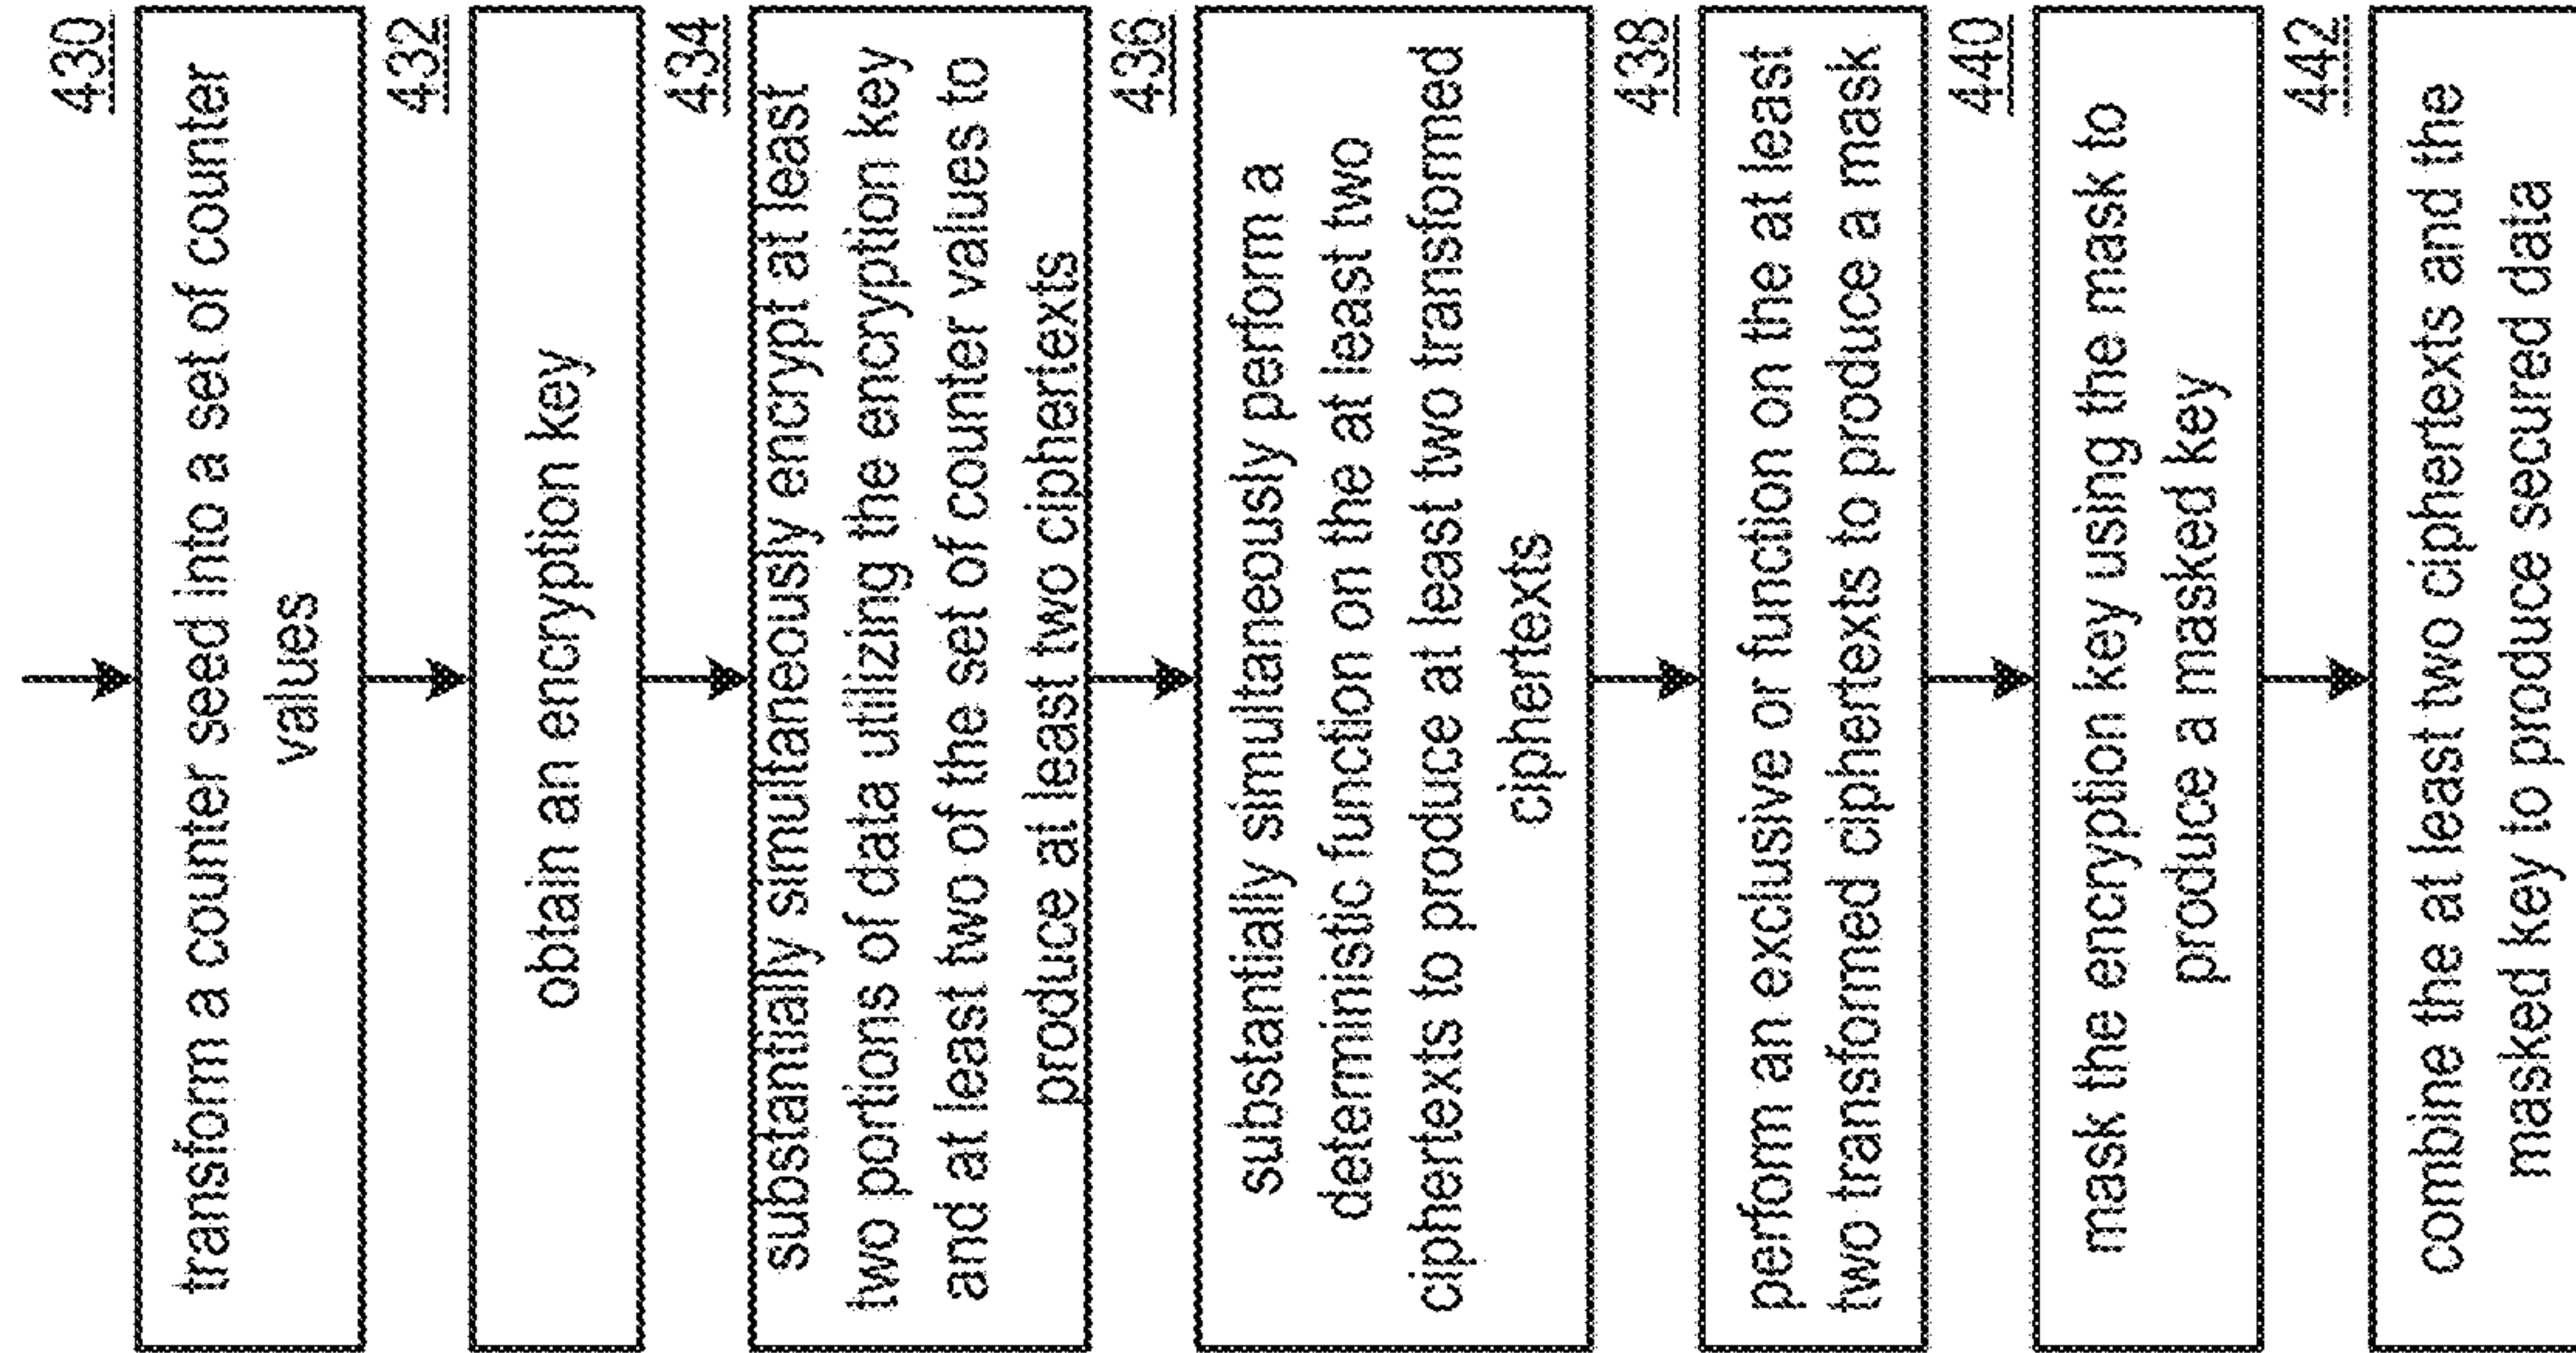 430
transform a counter seed into a set of counter
values
432
obtain an encryption key
434
substantially simultaneously encrypt at least
two portions of data utilizing the encryption key
and at least two of the set of counter values to
produce at least two ciphertexts
436
substantially simultaneously perform a
deterministic function on the at least two
ciphertexts to produce at least two transformed
ciphertexts
438
perform an exclusive or function on the at least
two transformed ciphertexts to produce a mask
440
mask the encryption key using the mask to
produce a masked key
442
combine the at least two ciphertexts and the
masked key to produce secured data